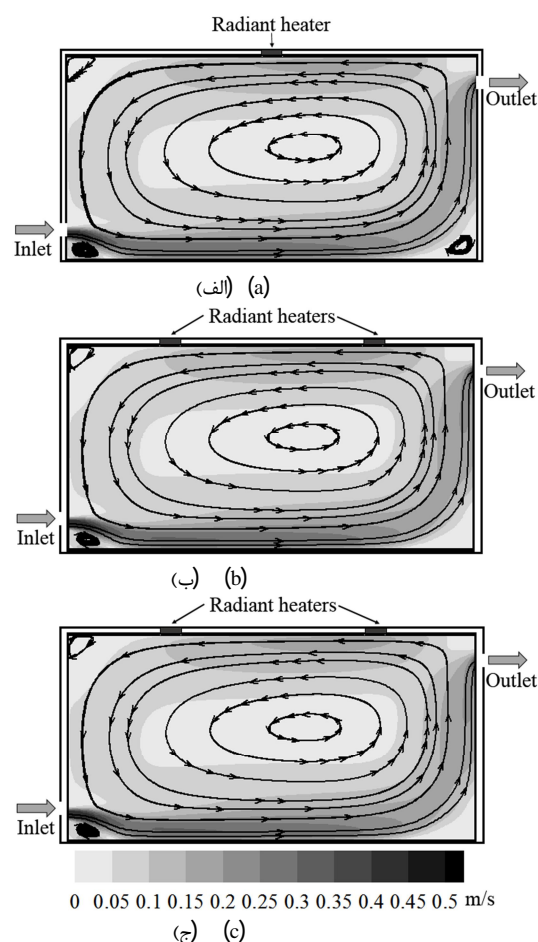 Radiant heater
Outlet
Inlet
(الف) (a)
Radiant heaters
Outlet
Inlet
(ب) (b)
Radiant heaters
Outlet
Inlet
0 0.05 0.1 0.15 0.2 0.25 0.3 0.35 0.4 0.45 0.5 m/s
(ج) (c)